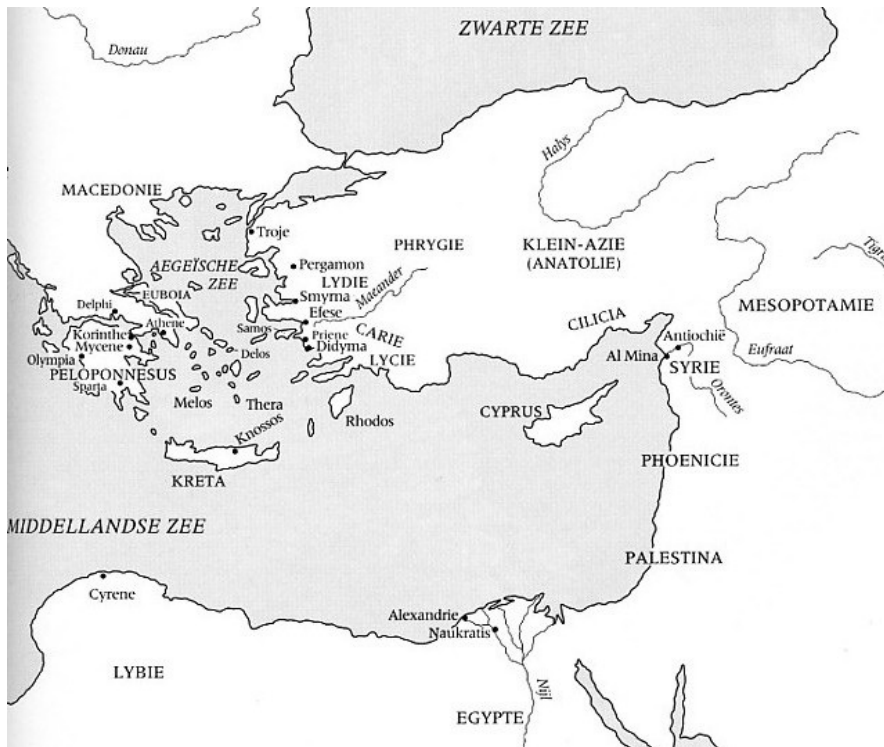 ZWARTE ZEE
Donau
Halys
MACEDONIE
Troje
PHRYGIE
KLEIN-AZIE
(ANATOLIE)
AEGEÏSCHE
ZEE
Pergamon
LYDIE
Maeander
Tigris
MESOPOTAMIE
EUBOIA
Smyrna
Efese
Delphi
Athene
Samos
Priene
CARIE
CILICIA
Korinthe
Mycene
Delos
Didyma
LYCIE
Antiochië
Al Mina
SYRIE
Eufraat
Olympia
PELOPONNESUS
Sparta
Orontes
Melos
Thera
Rhodos
CYPRUS
Knossos
KRETA
PHOENICIE
MIDDELLANDSE ZEE
PALESTINA
Cyrene
Alexandrie
Naukratis
LYBIE
Nijl
EGYPTE